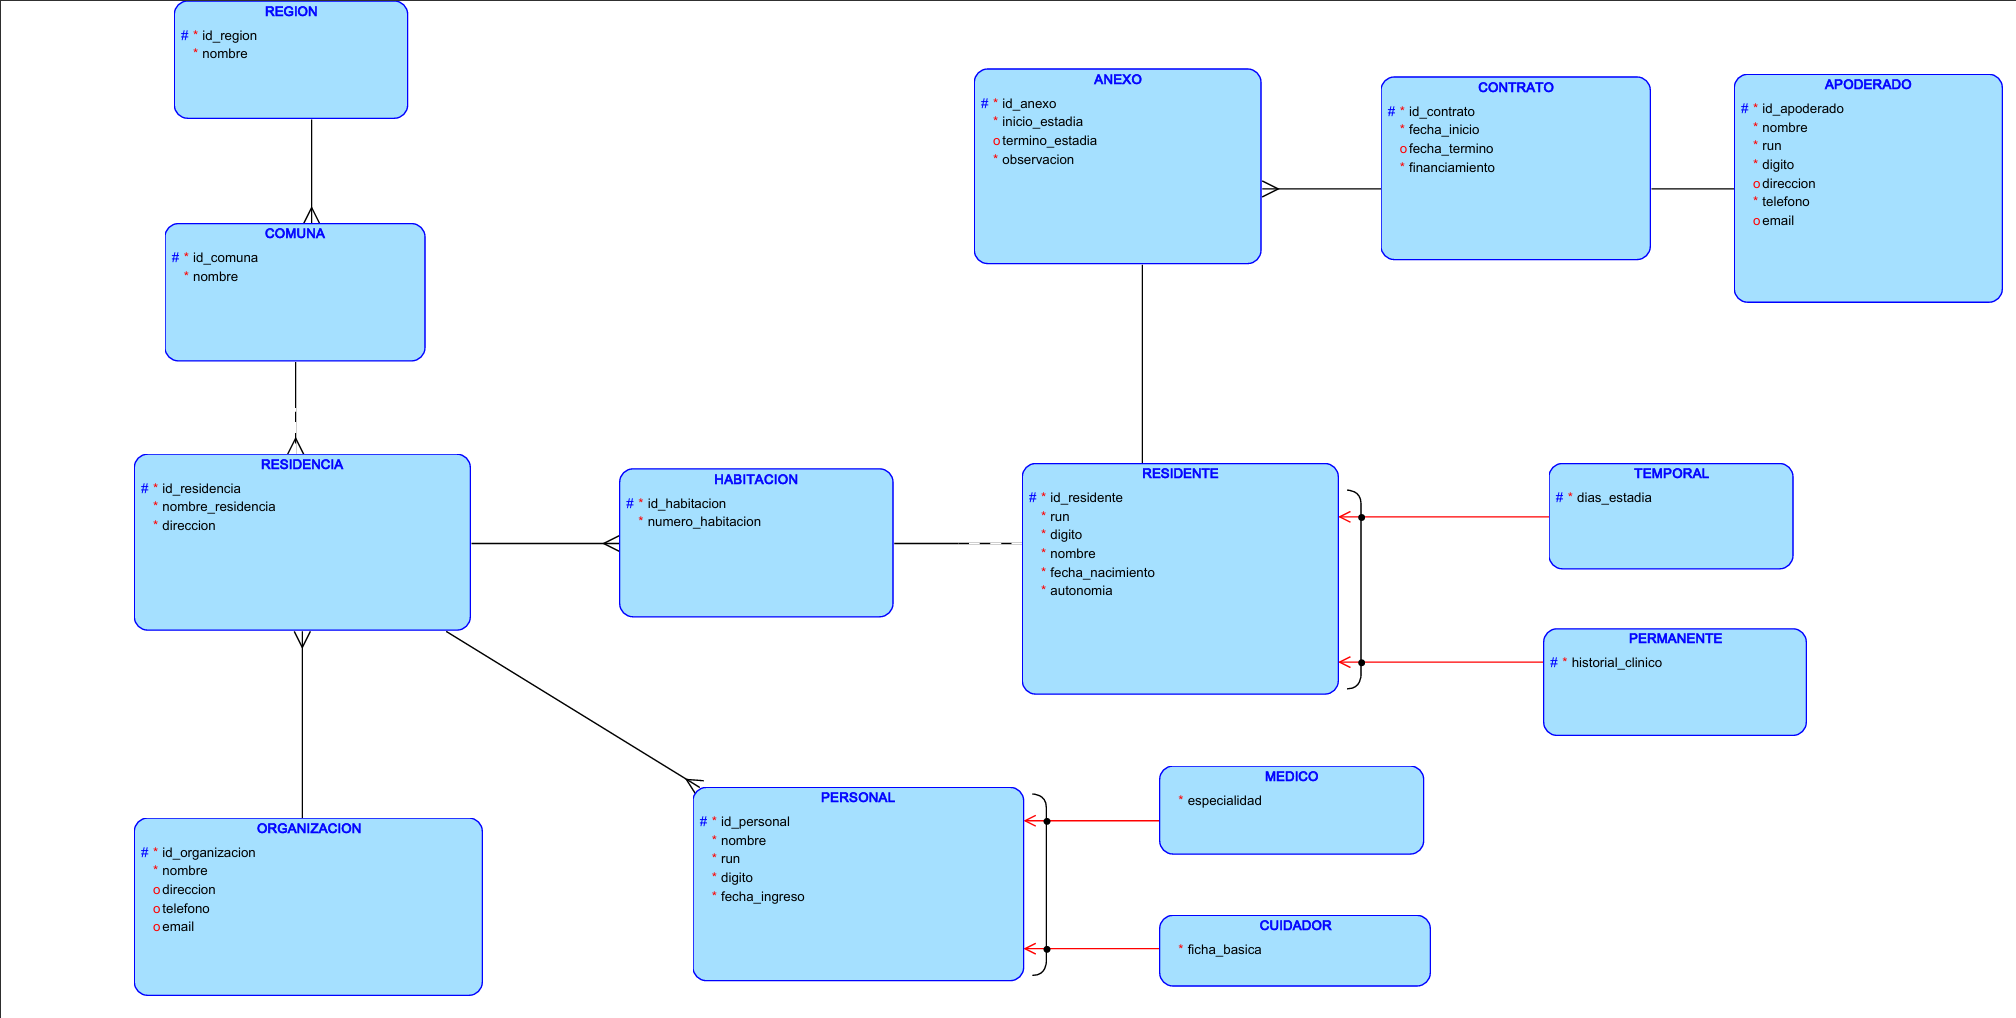 REGION
# * id_region
* nombre
COMUNA
# * id_comuna
* nombre
RESIDENCIA
# * id_residencia
* nombre_residencia
* direccion
ORGANIZACION
# * id_organizacion
* nombre
o direccion
o telefono
o email
HABITACION
# * id_habitacion
* numero_habitacion
PERSONAL
# * id_personal
* nombre
* run
* digito
* fecha_ingreso
ANEXO
# * id_anexo
* inicio_estadia
o termino_estadia
* observacion
CONTRATO
# * id_contrato
* fecha_inicio
o fecha_termino
* financiamiento
APODERADO
# * id_apoderado
* nombre
* run
* digito
o direccion
* telefono
o email
RESIDENTE
# * id_residente
* run
* digito
* nombre
* fecha_nacimiento
* autonomia
TEMPORAL
# * dias_estadia
PERMANENTE
# * historial_clinico
MEDICO
* especialidad
CUIDADOR
* ficha_basica